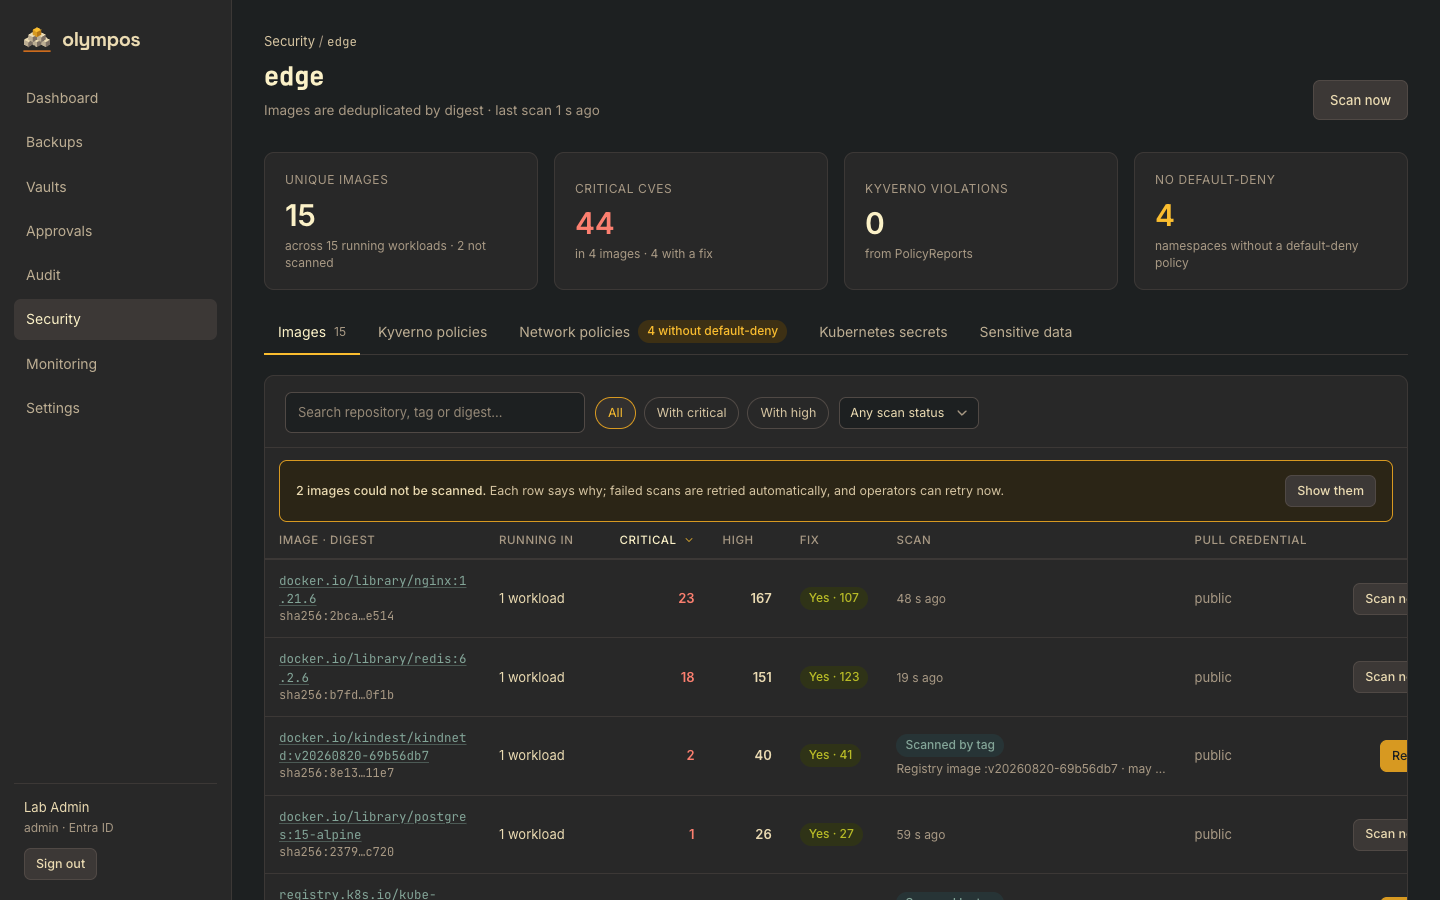 olympos
Dashboard
Backups
Vaults
Approvals
Audit
Security
Monitoring
Settings
Lab Admin
admin · Entra ID
Sign out
Security / edge
edge
Images are deduplicated by digest · last scan 1 s ago
Scan now
UNIQUE IMAGES
15
across 15 running workloads · 2 not
scanned
CRITICAL CVES
44
in 4 images · 4 with a fix
KYVERNO VIOLATIONS
0
from PolicyReports
NO DEFAULT-DENY
4
namespaces without a default-deny
policy
Images 15 Kyverno policies Network policies 4 without default-deny Kubernetes secrets Sensitive data
Search repository, tag or digest… All With critical With high Any scan status
2 images could not be scanned. Each row says why; failed scans are retried automatically, and operators can retry now. Show them
IMAGE · DIGEST RUNNING IN CRITICAL HIGH FIX SCAN PULL CREDENTIAL
docker.io/library/nginx:1
.21.6
sha256:2bca…e514
1 workload 23 167 Yes · 107 48 s ago public Scan n
docker.io/library/redis:6
.2.6
sha256:b7fd…0f1b
1 workload 18 151 Yes · 123 19 s ago public Scan n
docker.io/kindest/kindnet
d:v20260820-69b56db7
sha256:8e13…11e7
1 workload 2 40 Yes · 41
Scanned by tag
Registry image :v20260820-69b56db7 · may …
public Re
docker.io/library/postgre
s:15-alpine
sha256:2379…c720
1 workload 1 26 Yes · 27 59 s ago public Scan n
registry.k8s.io/kube-